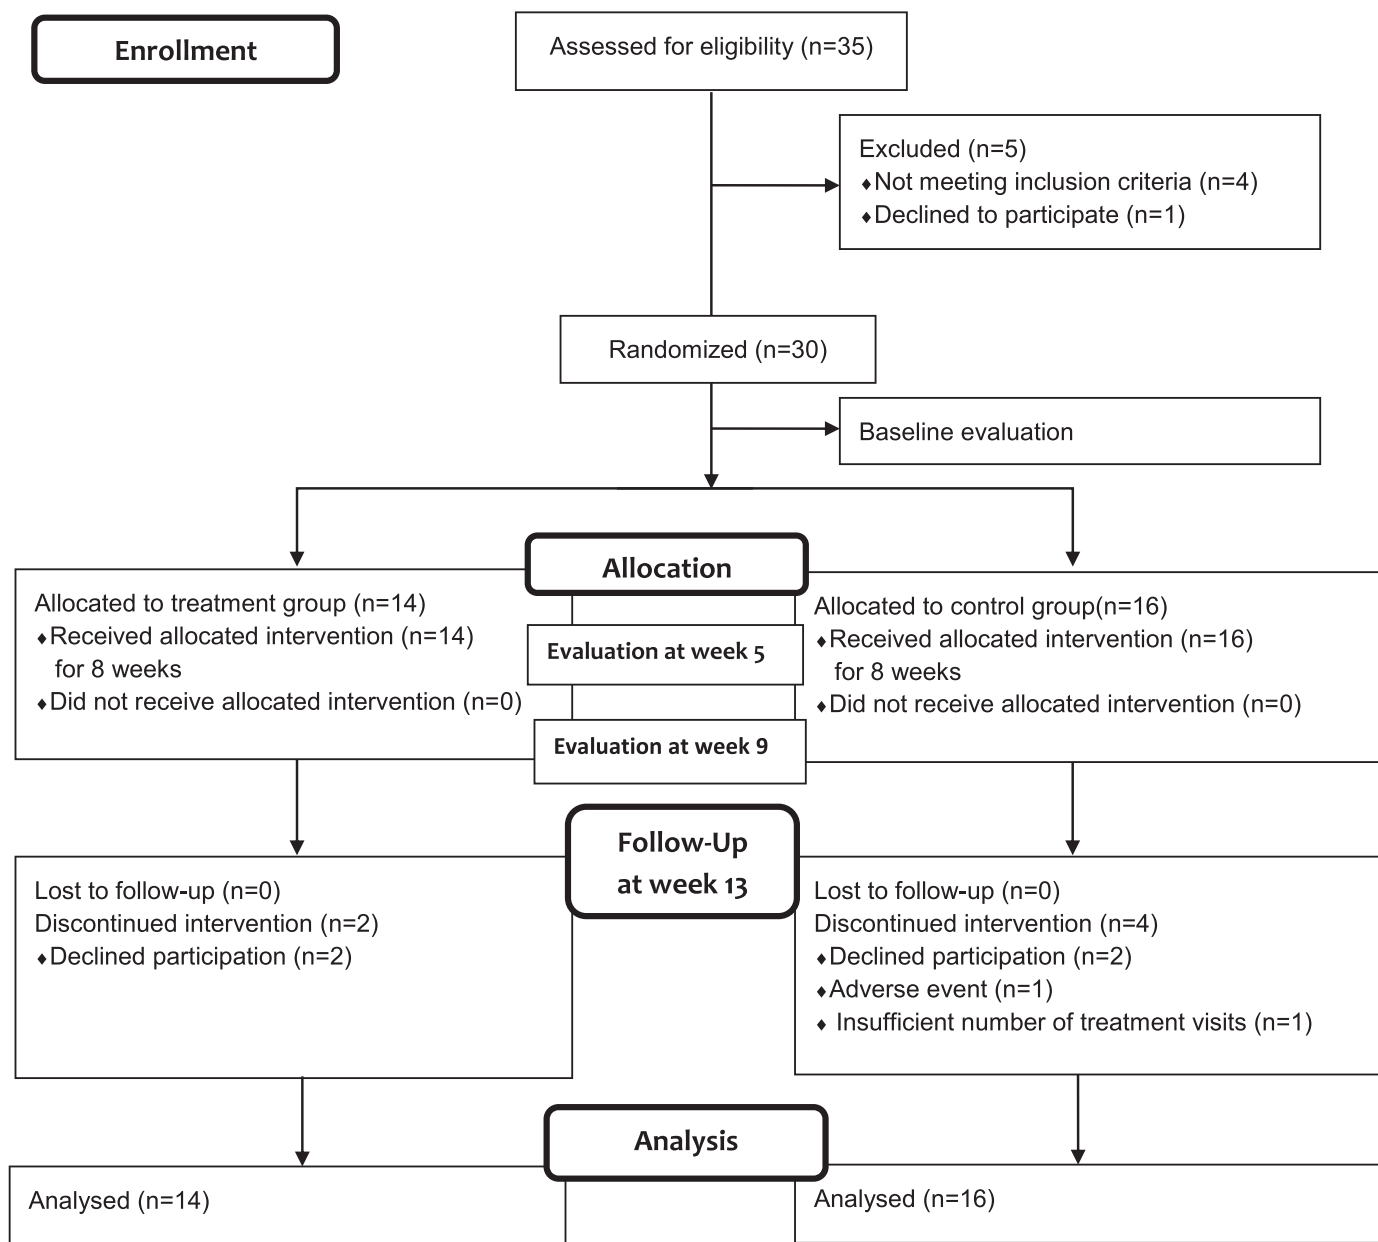 Enrollment
Assessed for eligibility (n=35)
Excluded (n=5)
♦Not meeting inclusion criteria (n=4)
♦Declined to participate (n=1)
Randomized (n=30)
Baseline evaluation
Allocation
Allocated to treatment group (n=14)
♦Received allocated intervention (n=14)
for 8 weeks
♦Did not receive allocated intervention (n=0)
Evaluation at week 5
Evaluation at week 9
Allocated to control group(n=16)
♦Received allocated intervention (n=16)
for 8 weeks
♦Did not receive allocated intervention (n=0)
Follow-Up
at week 13
Lost to follow-up (n=0)
Discontinued intervention (n=2)
♦Declined participation (n=2)
Lost to follow-up (n=0)
Discontinued intervention (n=4)
♦Declined participation (n=2)
♦Adverse event (n=1)
♦ Insufficient number of treatment visits (n=1)
Analysis
Analysed (n=14)
Analysed (n=16)